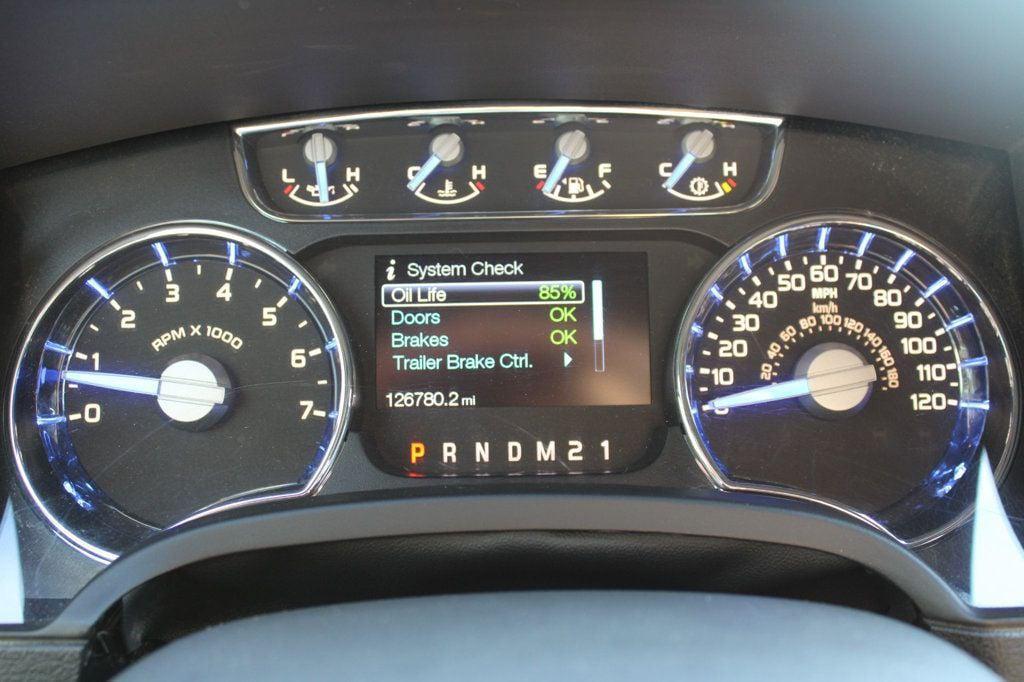 L H C H E F C H
i System Check
Oil Life 85%
Doors OK
Brakes OK
Trailer Brake Ctrl.
126780.2 mi
P R N D M 2 1
0 1 2 3 4 5 6 7
RPM X 1000
10 20 30 40 50 60 70 80 90 100 110 120
MPH
km/h
20 40 60 80 100 120 140 160 180